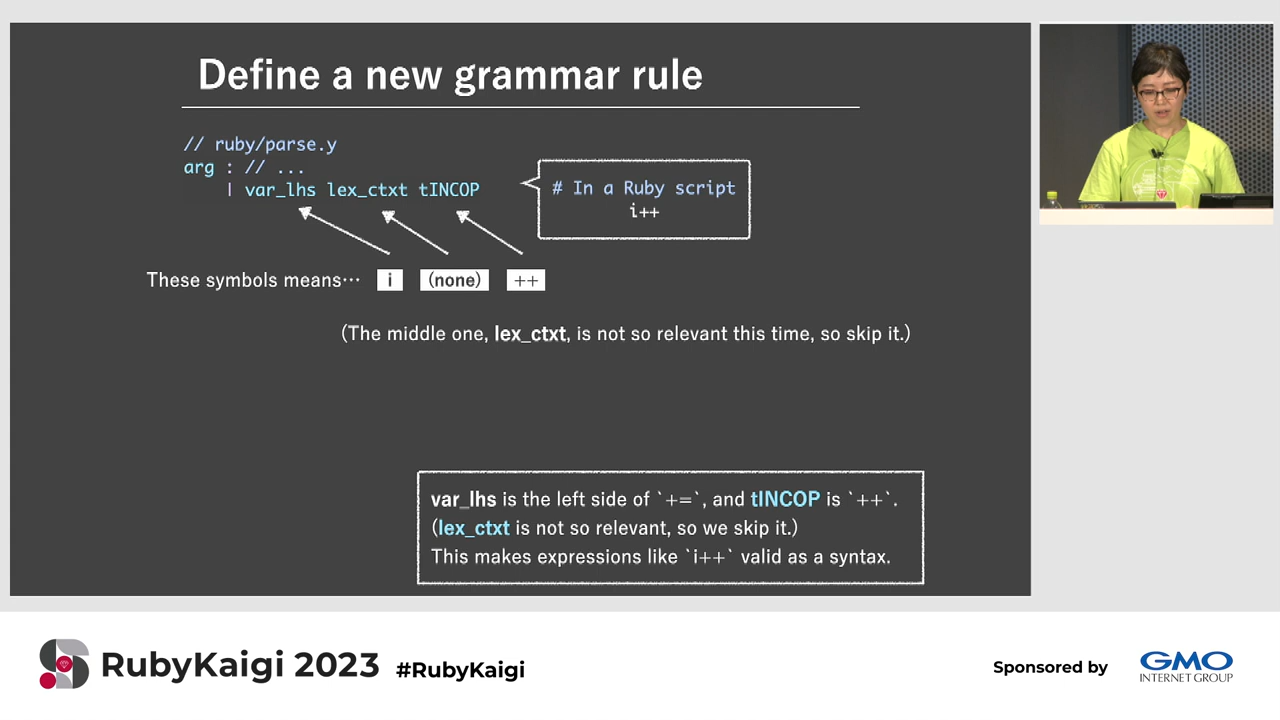 Define a new grammar rule
// ruby/parse.y
arg : // ...
| var_lhs lex_ctxt tINCOP
# In a Ruby script
i++
These symbols means… i (none) ++
(The middle one, lex_ctxt, is not so relevant this time, so skip it.)
var_lhs is the left side of `+=`, and tINCOP is `++`.
(lex_ctxt is not so relevant, so we skip it.)
This makes expressions like `i++` valid as a syntax.
RubyKaigi 2023 #RubyKaigi
Sponsored by GMO
INTERNET GROUP